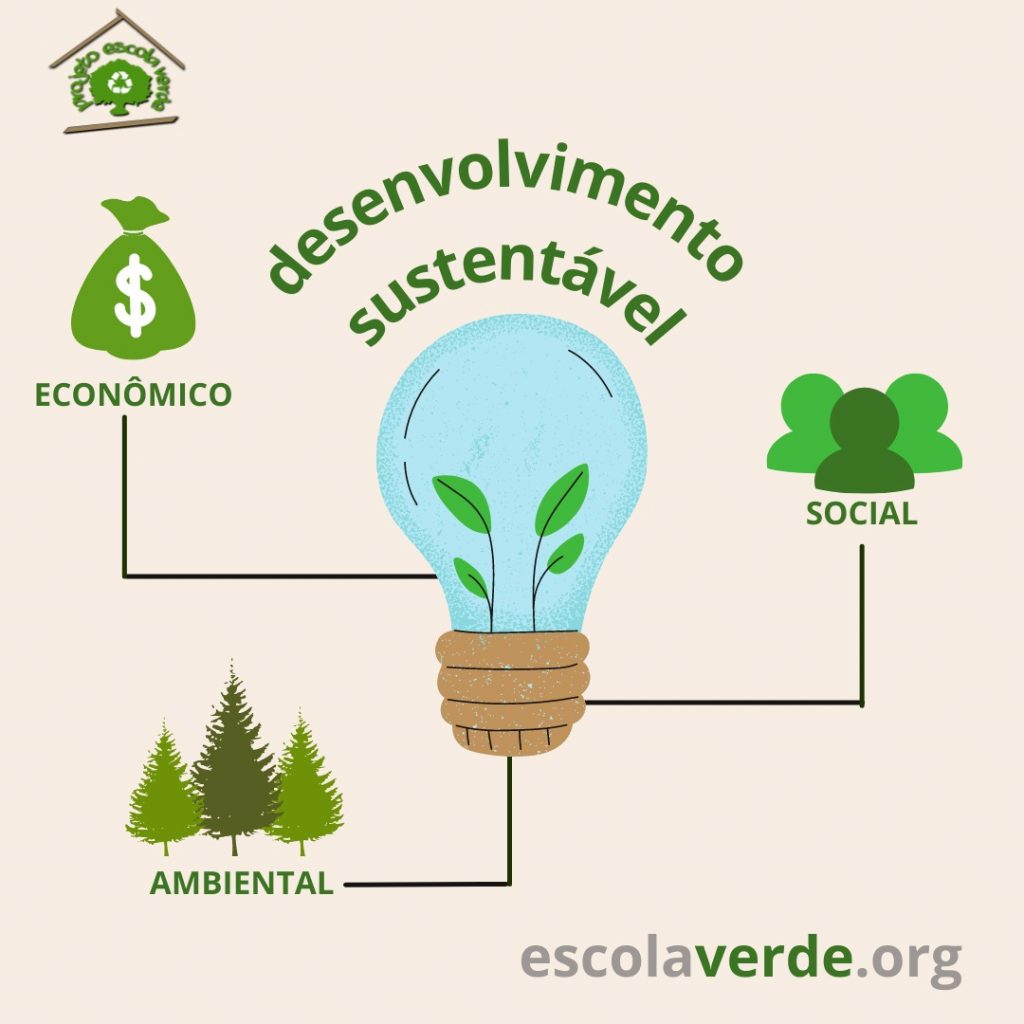 projeto escola verde
desenvolvimento
sustentável
$
ECONÔMICO
SOCIAL
AMBIENTAL
escolaverde.org